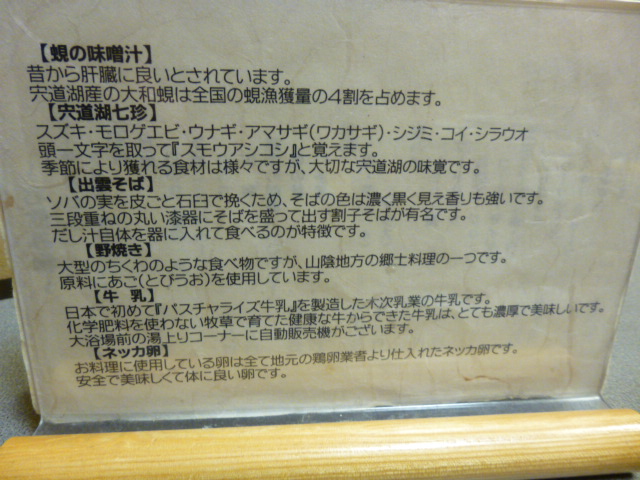 【蜆の味噌汁】
昔から肝臓に良いとされています。
宍道湖産の大和蜆は全国の蜆漁獲量の4割を占めます。
【宍道湖七珍】
スズキ・モロゲエビ・ウナギ・アマサギ(ワカサギ)・シジミ・コイ・シラウオ
頭一文字を取って『スモウアシコシ』と覚えます。
季節により獲れる食材は様々ですが、大切な宍道湖の味覚です。
【出雲そば】
ソバの実を皮ごと石臼で挽くため、そばの色は濃く黒く見え香りも強いです。
三段重ねの丸い漆器にそばを盛って出す割子そばが有名です。
だし汁自体を器に入れて食べるのが特徴です。
【野焼き】
大型のちくわのような食べ物ですが、山陰地方の郷土料理の一つです。
原料にあご(とびうお)を使用しています。
【牛乳】
日本で初めて『パスチャライズ牛乳』を製造した木次乳業の牛乳です。
化学肥料を使わない牧草で育てた健康な牛からできた牛乳は、とても濃厚で美味しいです。
大浴場前の湯上りコーナーに自動販売機がございます。
【ネッカ卵】
お料理に使用している卵は全て地元の鶏卵業者より仕入れたネッカ卵です。
安全で美味しくて体に良い卵です。